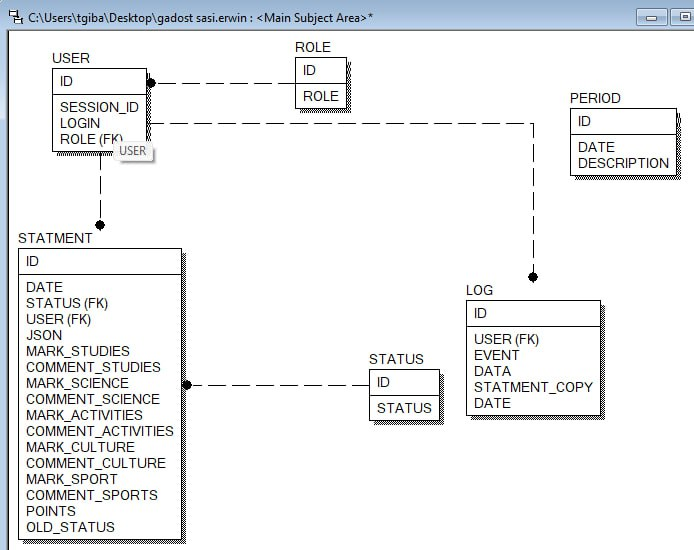 C:\Users\tgiba\Desktop\gadost sasi.erwin : <Main Subject Area>*
USER
ID
SESSION_ID
LOGIN
ROLE (FK)
USER
ROLE
ID
ROLE
PERIOD
ID
DATE
DESCRIPTION
STATMENT
ID
DATE
STATUS (FK)
USER (FK)
JSON
MARK_STUDIES
COMMENT_STUDIES
MARK_SCIENCE
COMMENT_SCIENCE
MARK_ACTIVITIES
COMMENT_ACTIVITIES
MARK_CULTURE
COMMENT_CULTURE
MARK_SPORT
COMMENT_SPORTS
POINTS
OLD_STATUS
STATUS
ID
STATUS
LOG
ID
USER (FK)
EVENT
DATA
STATMENT_COPY
DATE